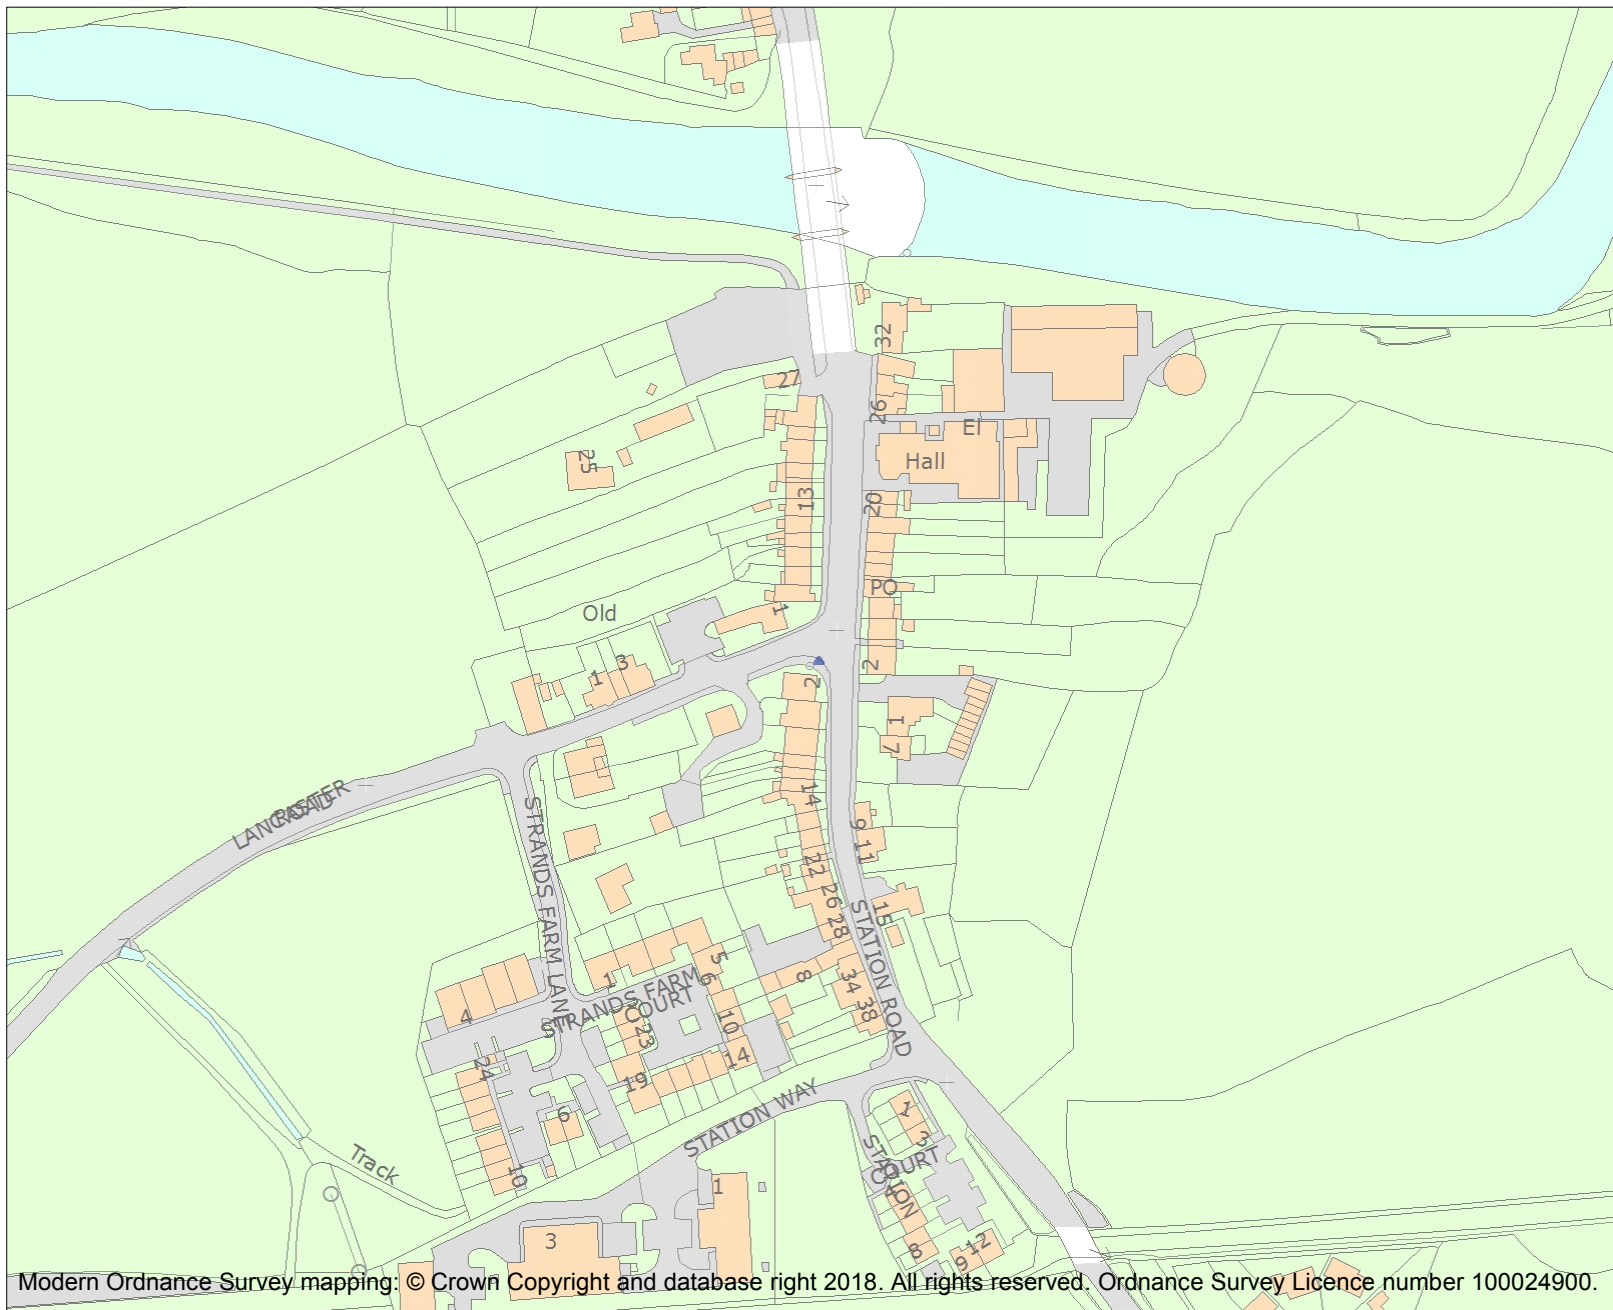 32
27
26
El
Hall
25
13
20
PO
Old
1
1
3
2
2
1
7
14
LANCASTER
ROAD
STRANDS FARM LANE
9
11
22
26
28
15
STATION ROAD
5
6
8
34
38
1
STRANDS FARM
COURT
4
23
10
14
24
19
6
10
STATION WAY
1
3
STATION
COURT
Track
1
3
8
9
12
Modern Ordnance Survey mapping: © Crown Copyright and database right 2018. All rights reserved. Ordnance Survey Licence number 100024900.